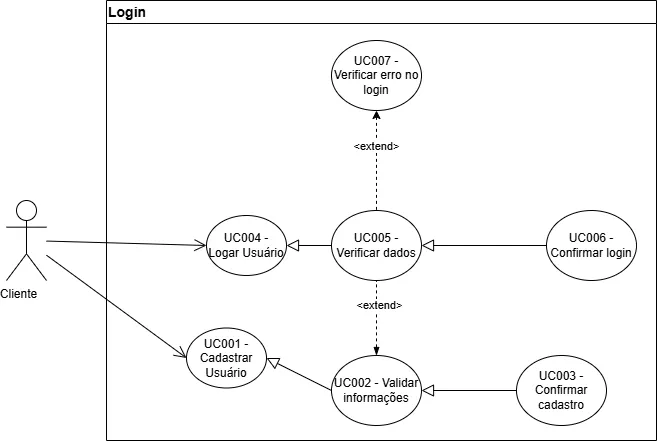 Login
UC007 -
Verificar erro no
login
<extend>
UC004 -
Logar Usuário
UC005 -
Verificar dados
UC006 -
Confirmar login
Cliente
<extend>
UC001 -
Cadastrar
Usuário
UC002 - Validar
informações
UC003 -
Confirmar
cadastro